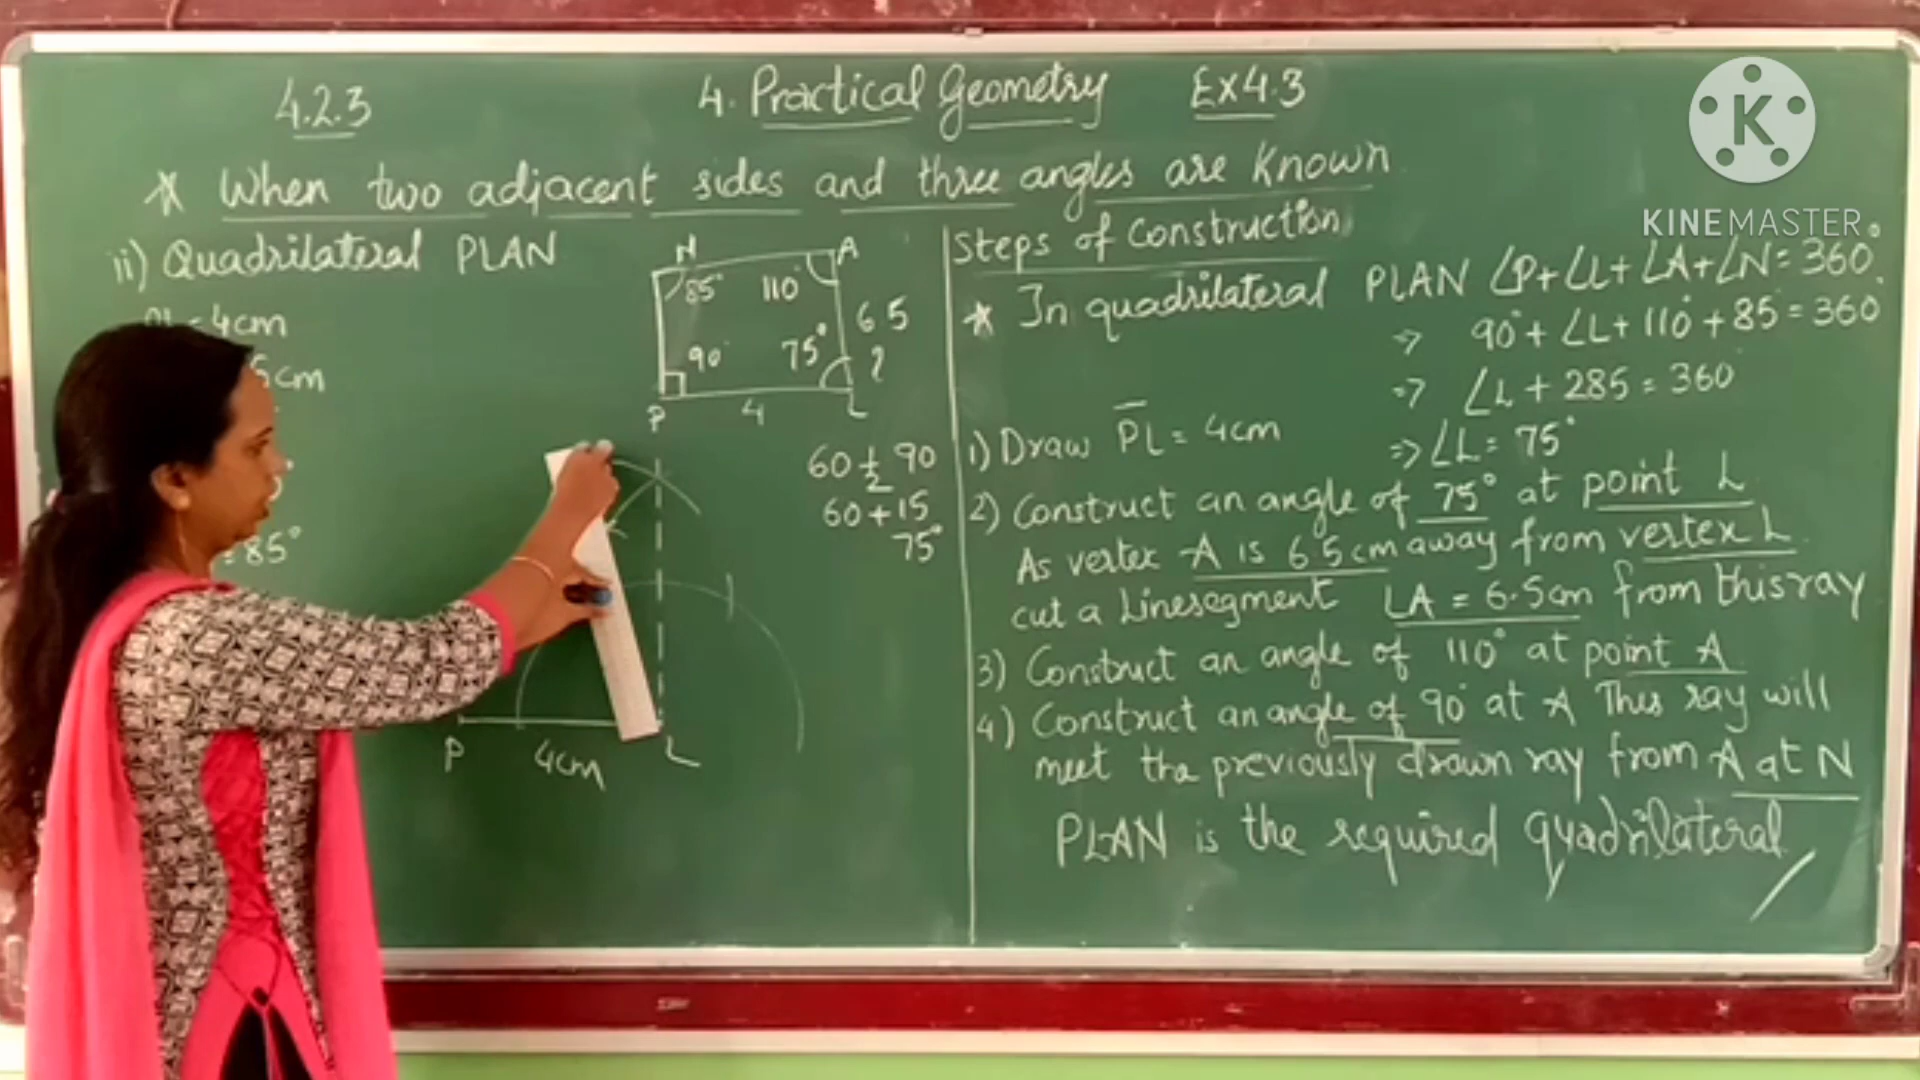 4.2.3
4. Practical Geometry Ex 4.3
K
KINEMASTER
* When two adjacent sides and three angles are known
ii) Quadrilateral PLAN
4cm
5cm
= 85°
N A
85° 110°
6.5
90° 75° ?
P 4 L
60 + 1/2 90
60 + 15
75°
P 4cm L
Steps of Construction
* In quadrilateral PLAN ∠P+∠L+∠A+∠N=360°
⇒ 90° + ∠L + 110° + 85° = 360°
⇒ ∠L + 285 = 360
⇒ ∠L = 75°
1) Draw P̅L̅ = 4cm
2) Construct an angle of 75° at point L
As vertex A is 6.5cm away from vertex L
cut a Linesegment LA = 6.5cm from this ray
3) Construct an angle of 110° at point A
4) Construct an angle of 90° at A This ray will
meet the previously drawn ray from A at N
PLAN is the required quadrilateral